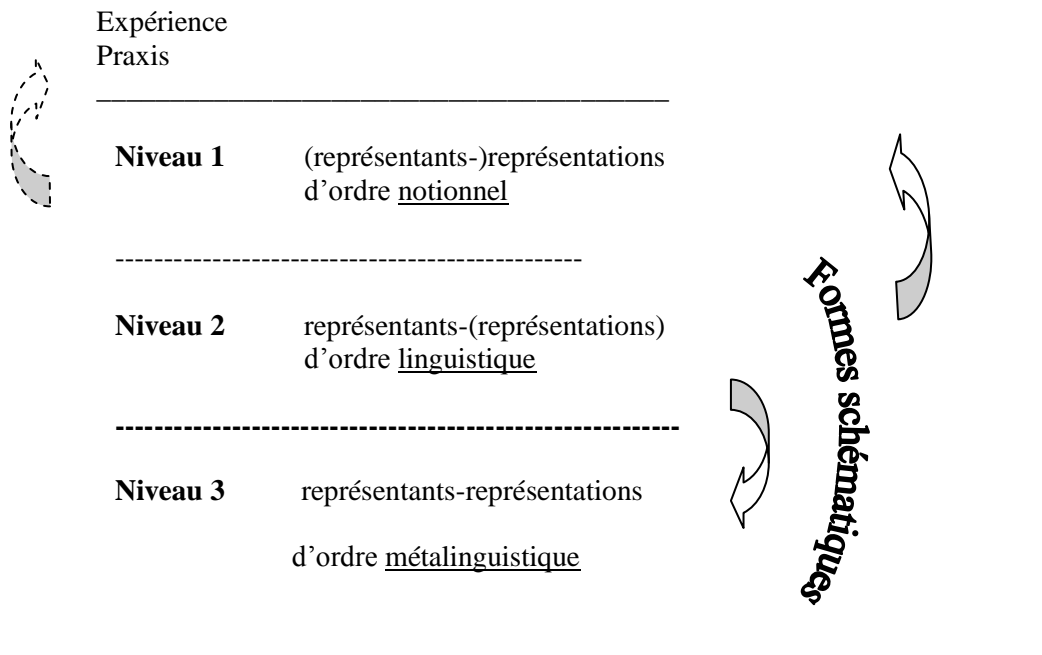 Expérience
Praxis
Niveau 1 (représentants-)représentations
d’ordre notionnel
Niveau 2 représentants-(représentations)
d’ordre linguistique
Niveau 3 représentants-représentations
d’ordre métalinguistique
Formes schématiques